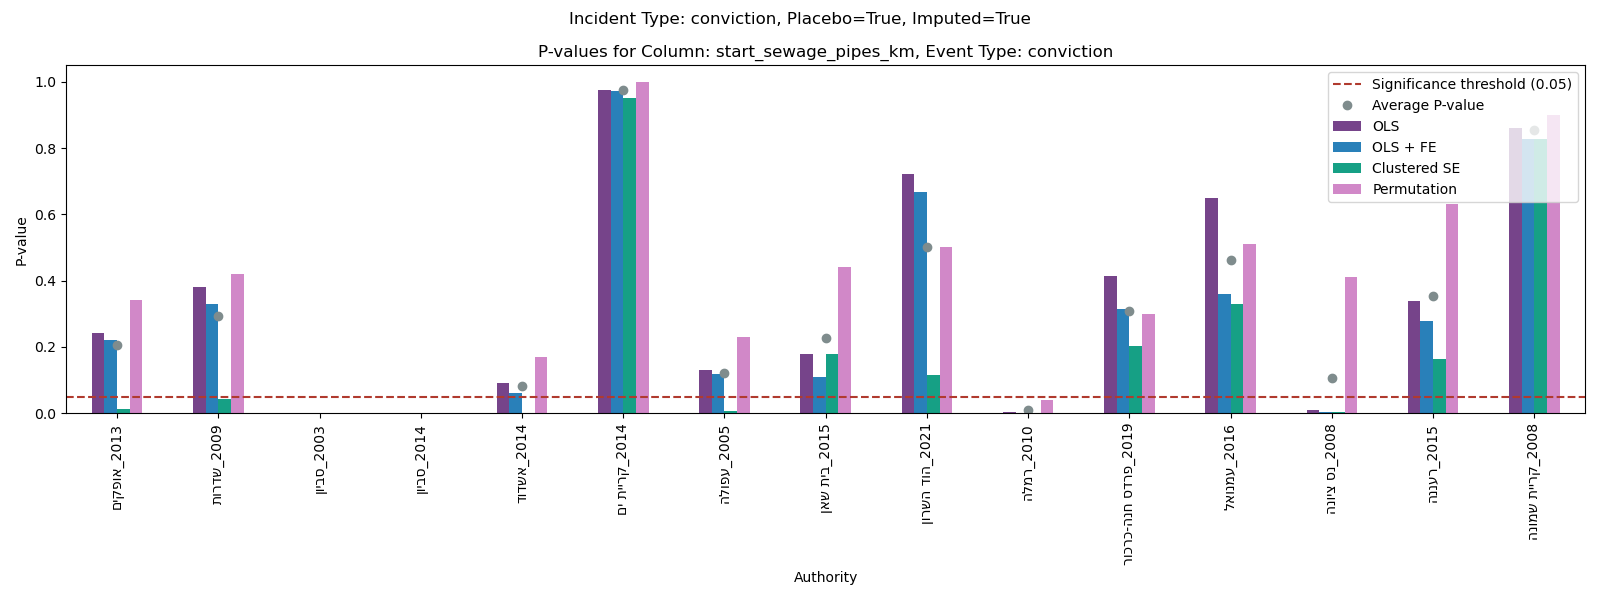 Incident Type: conviction, Placebo=True, Imputed=True
P-values for Column: start_sewage_pipes_km, Event Type: conviction
P-value
1.0
0.8
0.6
0.4
0.2
0.0
Significance threshold (0.05)
Average P-value
OLS
OLS + FE
Clustered SE
Permutation
אופקים_2013
שדרות_2009
סביון_2003
סביון_2014
אשדוד_2014
קריית ים_2014
עפולה_2005
בית שאן_2015
הוד השרון_2021
רמלה_2010
פרדס חנה-כרכור_2019
עמנואל_2016
נס ציונה_2008
רעננה_2015
קריית שמונה_2008
Authority